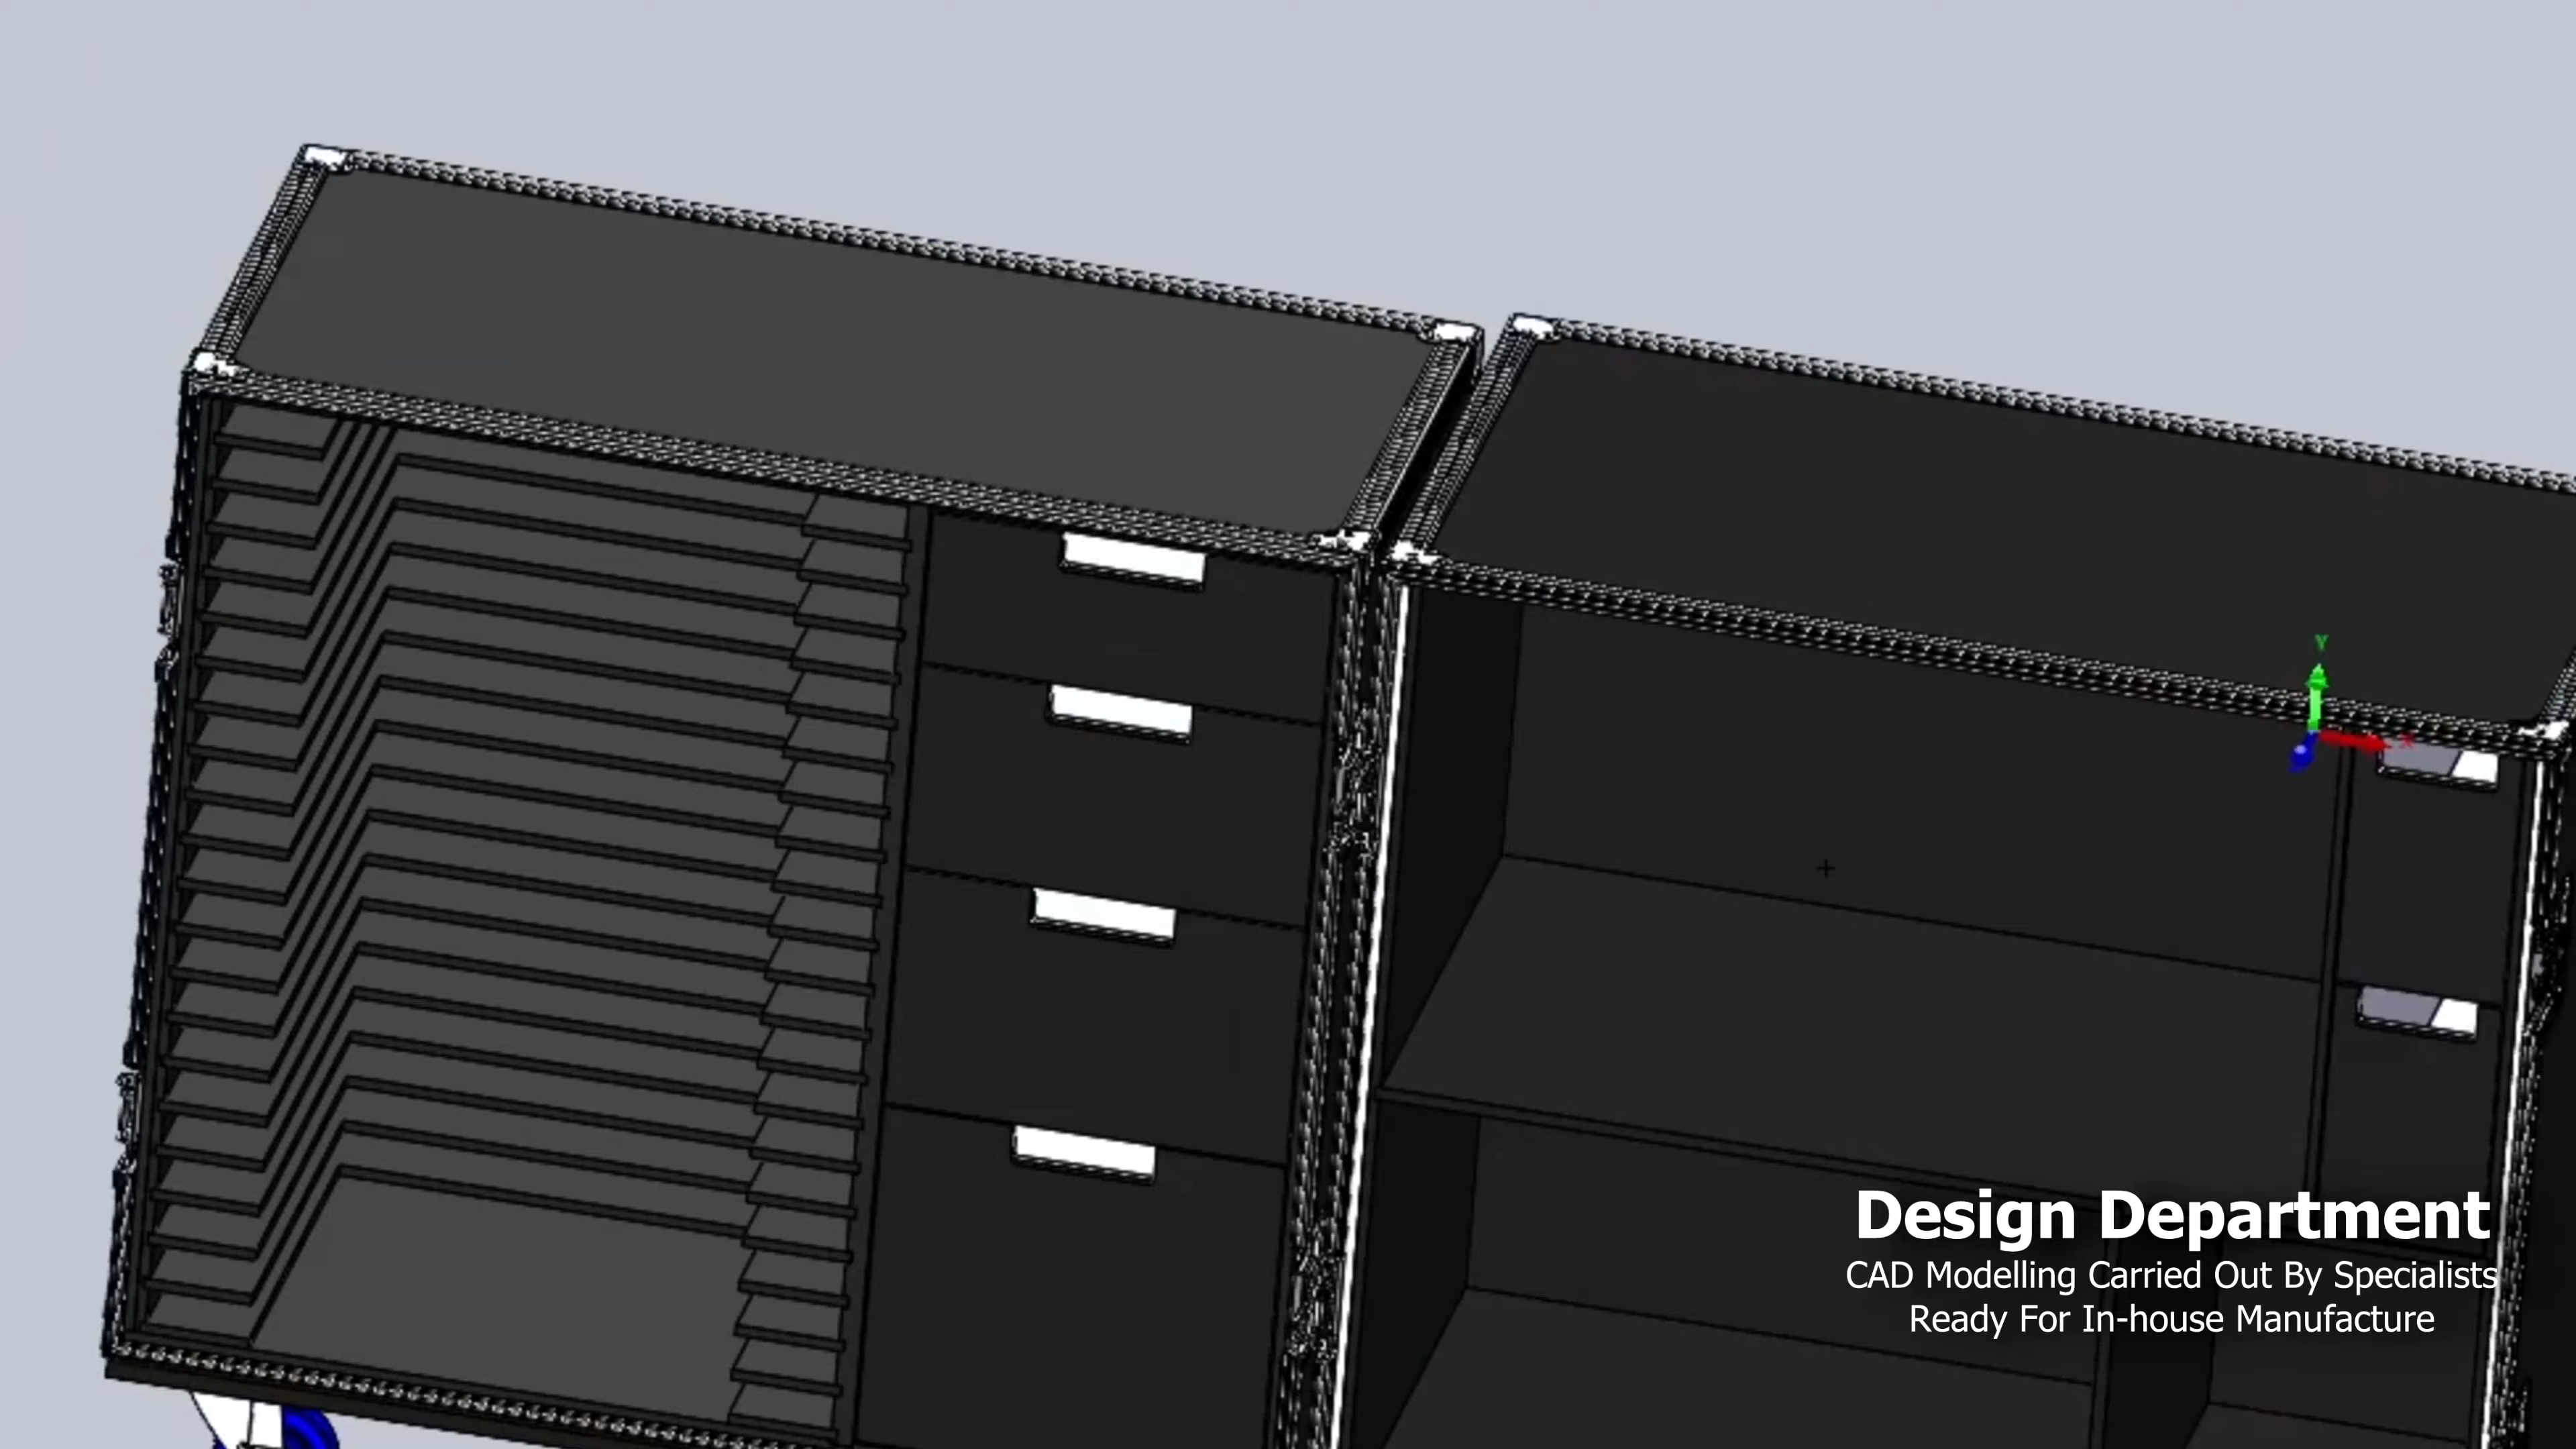 Y
X
Design Department
CAD Modelling Carried Out By Specialists
Ready For In-house Manufacture